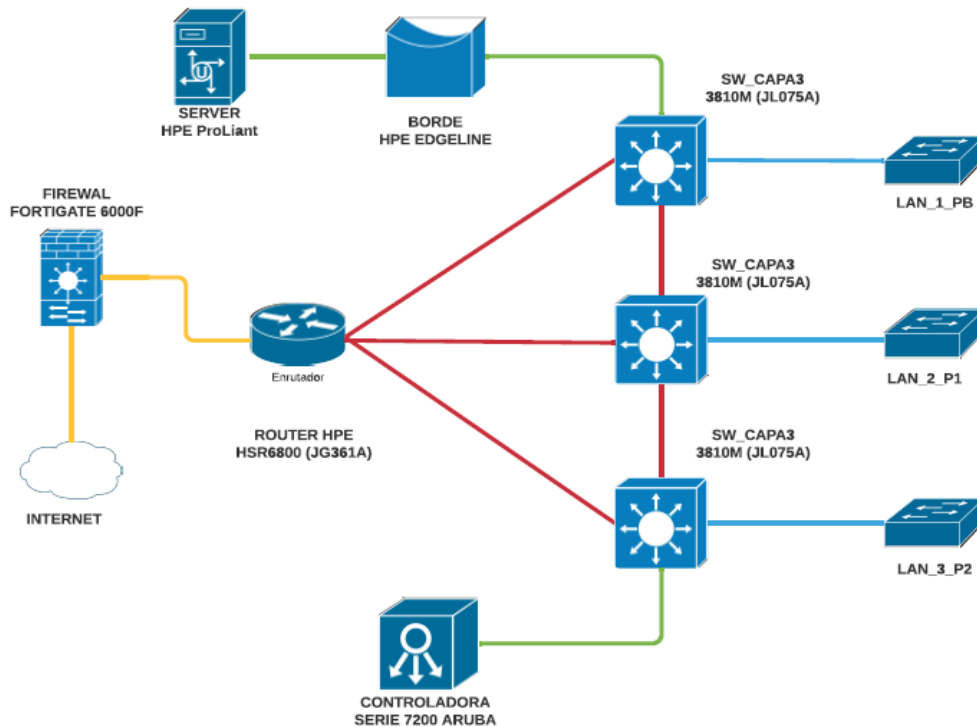 SERVER
HPE ProLiant
U
BORDE
HPE EDGELINE
SW_CAPA3
3810M (JL075A)
LAN_1_PB
FIREWAL
FORTIGATE 6000F
SW_CAPA3
3810M (JL075A)
LAN_2_P1
Enrutador
ROUTER HPE
HSR6800 (JG361A)
INTERNET
SW_CAPA3
3810M (JL075A)
LAN_3_P2
CONTROLADORA
SERIE 7200 ARUBA